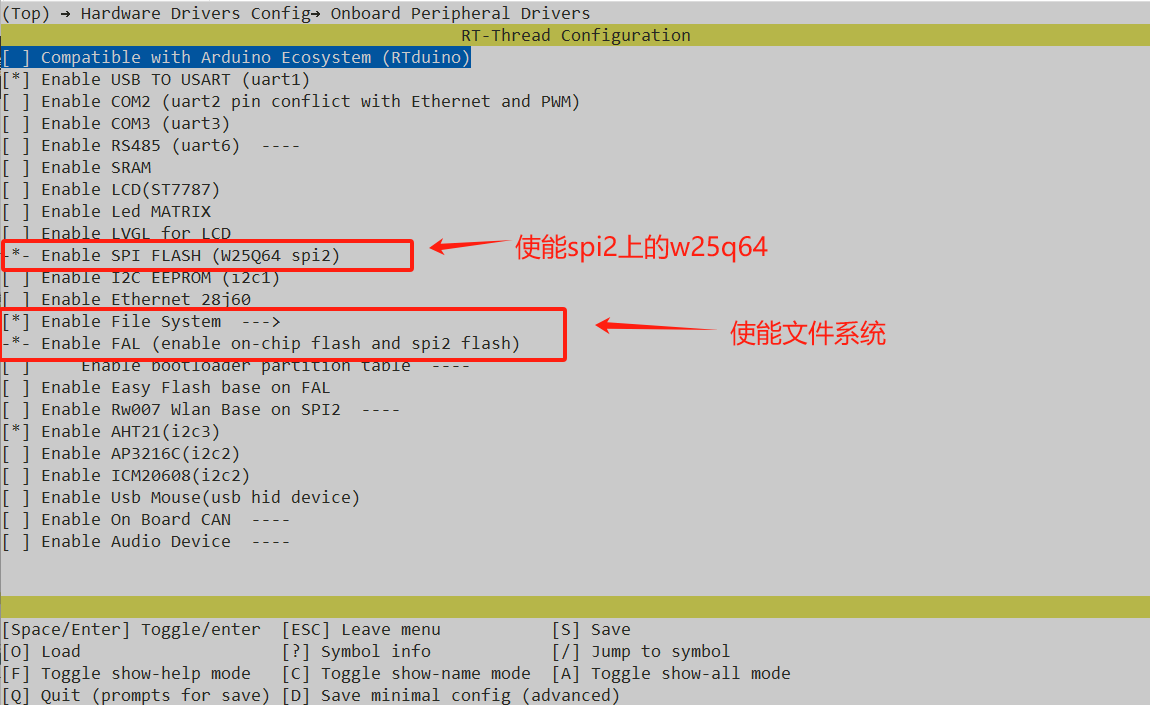 (Top) → Hardware Drivers Config→ Onboard Peripheral Drivers
RT-Thread Configuration
[ ] Compatible with Arduino Ecosystem (RTduino)
[*] Enable USB TO USART (uart1)
[ ] Enable COM2 (uart2 pin conflict with Ethernet and PWM)
[ ] Enable COM3 (uart3)
[ ] Enable RS485 (uart6)  ----
[ ] Enable SRAM
[ ] Enable LCD(ST7787)
[ ] Enable Led MATRIX
[ ] Enable LVGL for LCD
-*- Enable SPI FLASH (W25Q64 spi2)
使能spi2上的w25q64
[ ] Enable I2C EEPROM (i2c1)
[ ] Enable Ethernet 28j60
[*] Enable File System  --->
使能文件系统
-*- Enable FAL (enable on-chip flash and spi2 flash)
[ ]     Enable bootloader partition table  ----
[ ] Enable Easy Flash base on FAL
[ ] Enable Rw007 Wlan Base on SPI2  ----
[*] Enable AHT21(i2c3)
[ ] Enable AP3216C(i2c2)
[ ] Enable ICM20608(i2c2)
[ ] Enable Usb Mouse(usb hid device)
[ ] Enable On Board CAN  ----
[ ] Enable Audio Device  ----
[Space/Enter] Toggle/enter  [ESC] Leave menu  [S] Save
[O] Load  [?] Symbol info  [/] Jump to symbol
[F] Toggle show-help mode  [C] Toggle show-name mode  [A] Toggle show-all mode
[Q] Quit (prompts for save)  [D] Save minimal config (advanced)